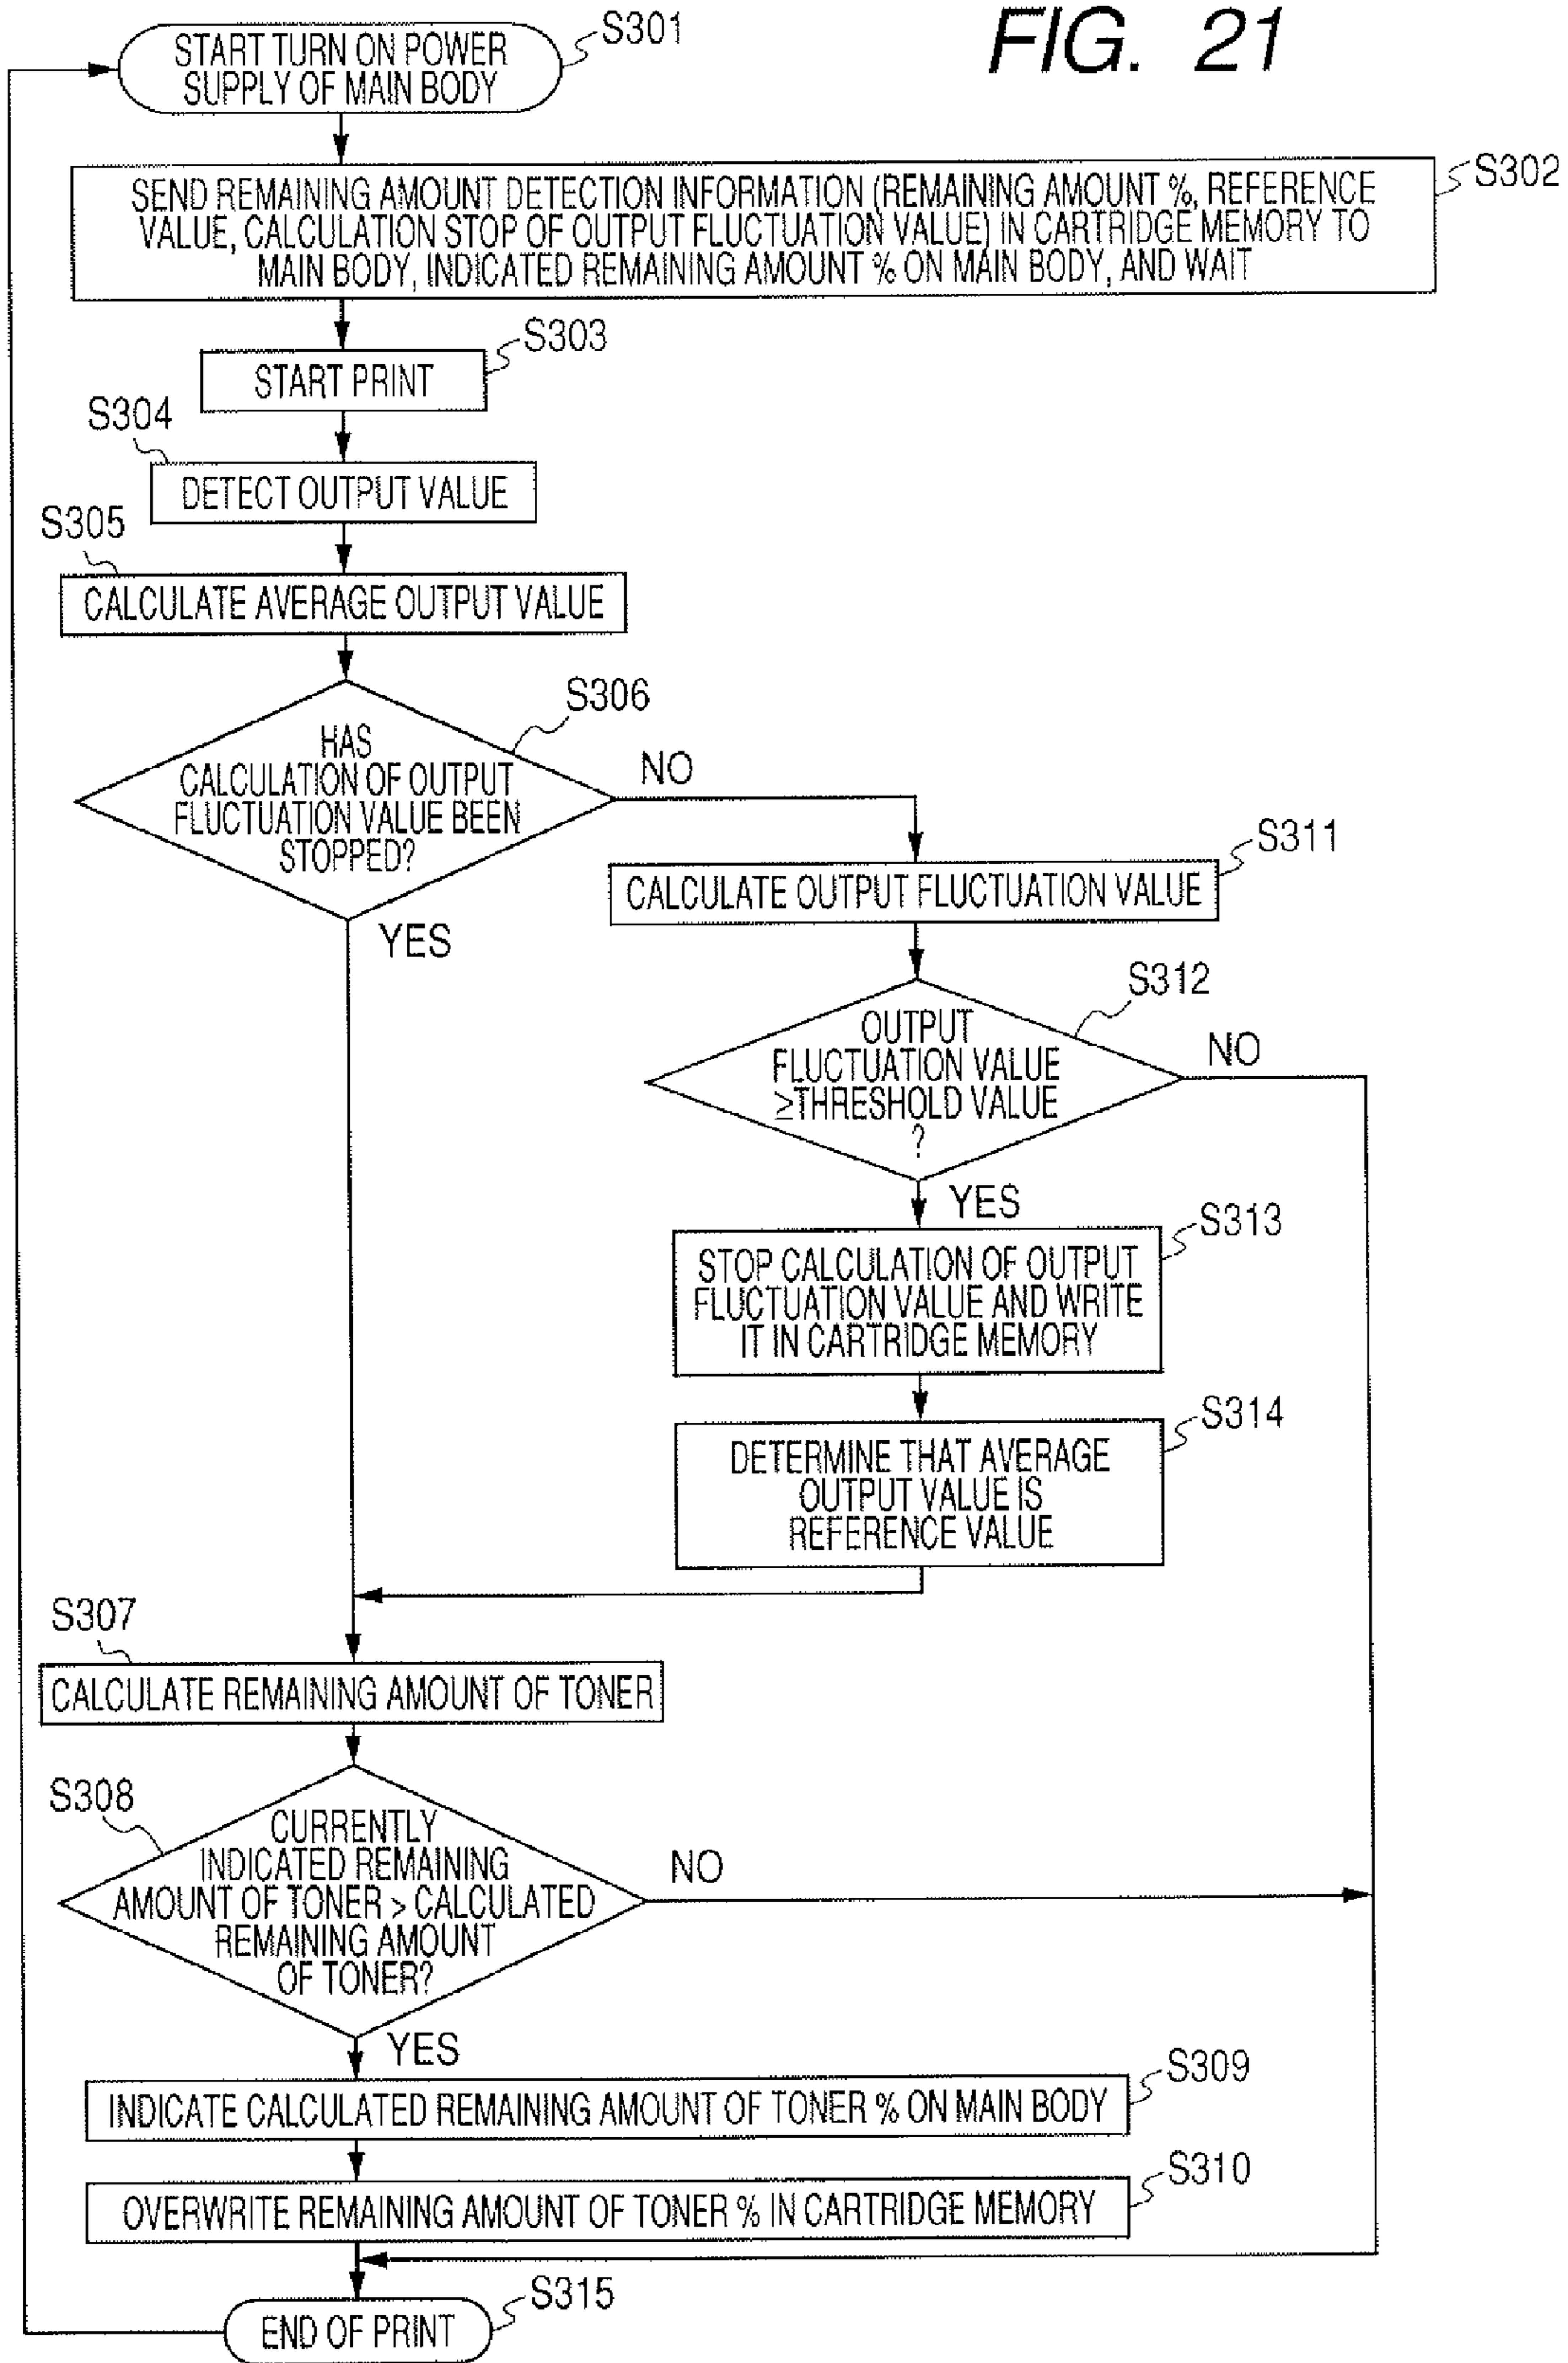 FIG. 21
START TURN ON POWER
SUPPLY OF MAIN BODY
S301
SEND REMAINING AMOUNT DETECTION INFORMATION (REMAINING AMOUNT %, REFERENCE
VALUE, CALCULATION STOP OF OUTPUT FLUCTUATION VALUE) IN CARTRIDGE MEMORY TO
MAIN BODY, INDICATED REMAINING AMOUNT % ON MAIN BODY, AND WAIT
S302
START PRINT
S303
S304
DETECT OUTPUT VALUE
S305
CALCULATE AVERAGE OUTPUT VALUE
S306
HAS
CALCULATION OF OUTPUT
FLUCTUATION VALUE BEEN
STOPPED?
NO
YES
S311
CALCULATE OUTPUT FLUCTUATION VALUE
S312
OUTPUT
FLUCTUATION VALUE
≥THRESHOLD VALUE
?
NO
YES
S313
STOP CALCULATION OF OUTPUT
FLUCTUATION VALUE AND WRITE
IT IN CARTRIDGE MEMORY
S314
DETERMINE THAT AVERAGE
OUTPUT VALUE IS
REFERENCE VALUE
S307
CALCULATE REMAINING AMOUNT OF TONER
S308
CURRENTLY
INDICATED REMAINING
AMOUNT OF TONER > CALCULATED
REMAINING AMOUNT
OF TONER?
NO
YES
S309
INDICATE CALCULATED REMAINING AMOUNT OF TONER % ON MAIN BODY
S310
OVERWRITE REMAINING AMOUNT OF TONER % IN CARTRIDGE MEMORY
S315
END OF PRINT